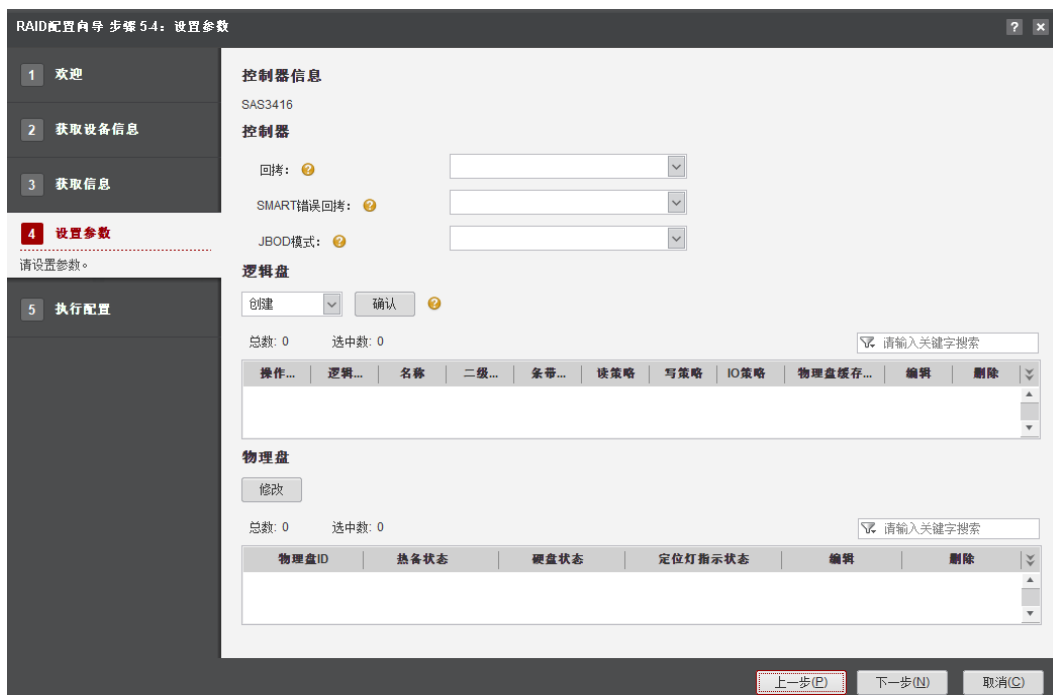 RAID配置向导 步骤 5-4：设置参数
? ×
1 欢迎
2 获取设备信息
3 获取信息
4 设置参数
请设置参数。
5 执行配置
控制器信息
SAS3416
控制器
回拷： ?
SMART错误回拷： ?
JBOD模式： ?
逻辑盘
创建 确认 ?
总数: 0 选中数: 0 请输入关键字搜索
操作... 逻辑... 名称 二级... 条带... 读策略 写策略 IO策略 物理盘缓存... 编辑 删除
物理盘
修改
总数: 0 选中数: 0 请输入关键字搜索
物理盘ID 热备状态 硬盘状态 定位灯指示状态 编辑 删除
上一步(P) 下一步(N) 取消(C)